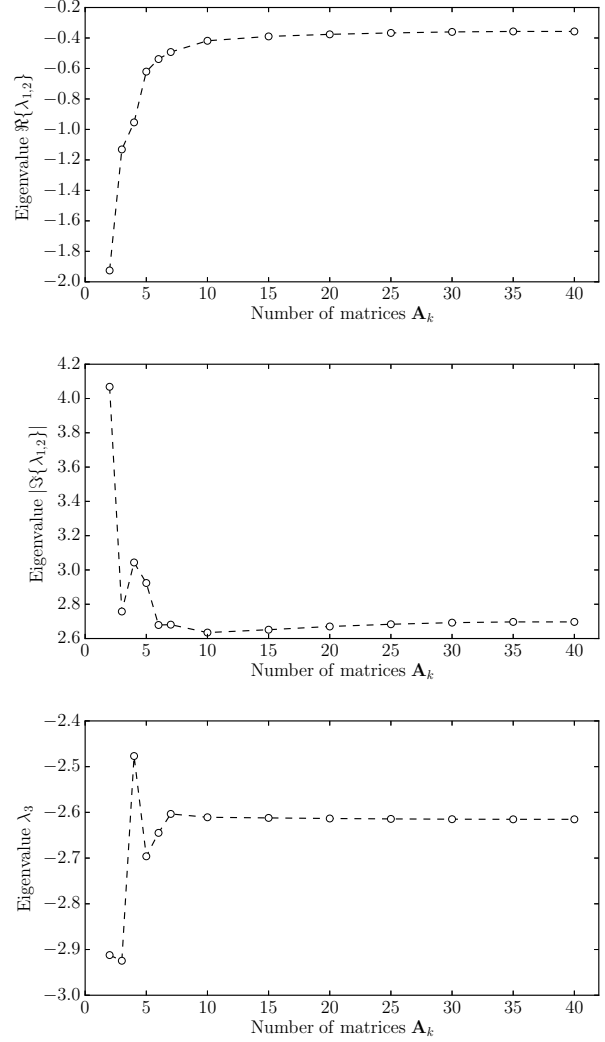 −0.2
−0.4
−0.6
−0.8
−1.0
−1.2
−1.4
−1.6
−1.8
−2.0
Eigenvalue ℜ{λ1,2}
0 5 10 15 20 25 30 35 40
Number of matrices Ak
4.2
4.0
3.8
3.6
3.4
3.2
3.0
2.8
2.6
Eigenvalue |ℑ{λ1,2}|
0 5 10 15 20 25 30 35 40
Number of matrices Ak
−2.4
−2.5
−2.6
−2.7
−2.8
−2.9
−3.0
Eigenvalue λ3
0 5 10 15 20 25 30 35 40
Number of matrices Ak